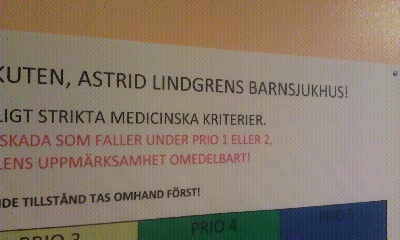 KUTEN, ASTRID LINDGRENS BARNSJUKHUS!
LIGT STRIKTA MEDICINSKA KRITERIER.
SKADA SOM FALLER UNDER PRIO 1 ELLER 2,
LENS UPPMÄRKSAMHET OMEDELBART!
NDE TILLSTÅND TAS OMHAND FÖRST!
PRIO 3 PRIO 4 PRIO 5